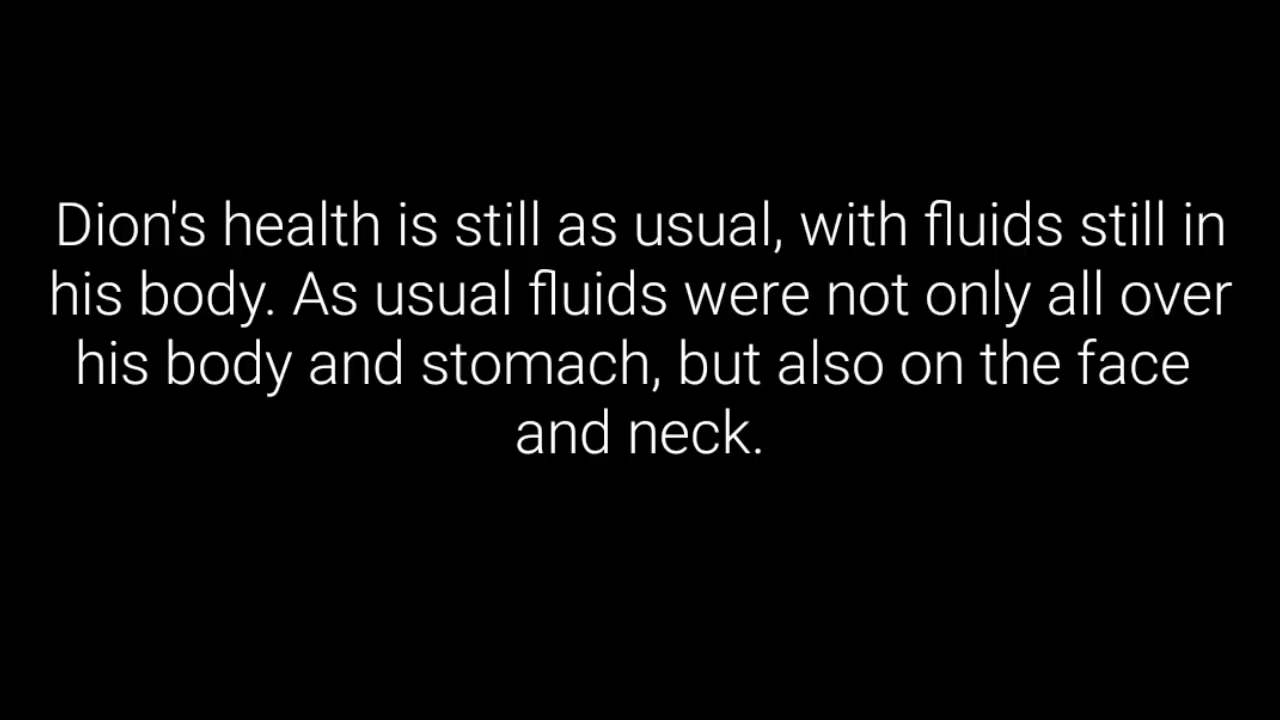 Dion's health is still as usual, with fluids still in
his body. As usual fluids were not only all over
his body and stomach, but also on the face
and neck.